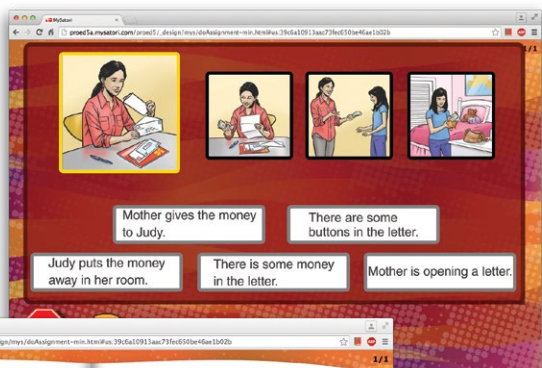 MySatori
proed5a.mysatori.com/proed5/_design/mys/doAssignment-min.html#us:39c6a10913aac73fec650be46ae1b02b
1/1
Mother gives the money
to Judy.
There are some
buttons in the letter.
Judy puts the money
away in her room.
There is some money
in the letter.
Mother is opening a letter.
ign/mys/doAssignment-min.html#us:39c6a10913aac73fec650be46ae1b02b
1/1